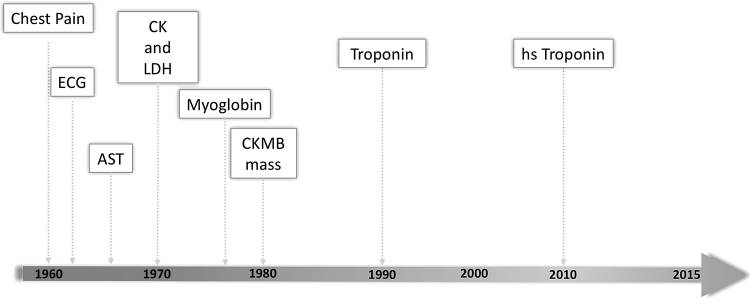 Chest Pain
ECG
AST
CK
and
LDH
Myoglobin
CKMB
mass
Troponin
hs Troponin
1960
1970
1980
1990
2000
2010
2015